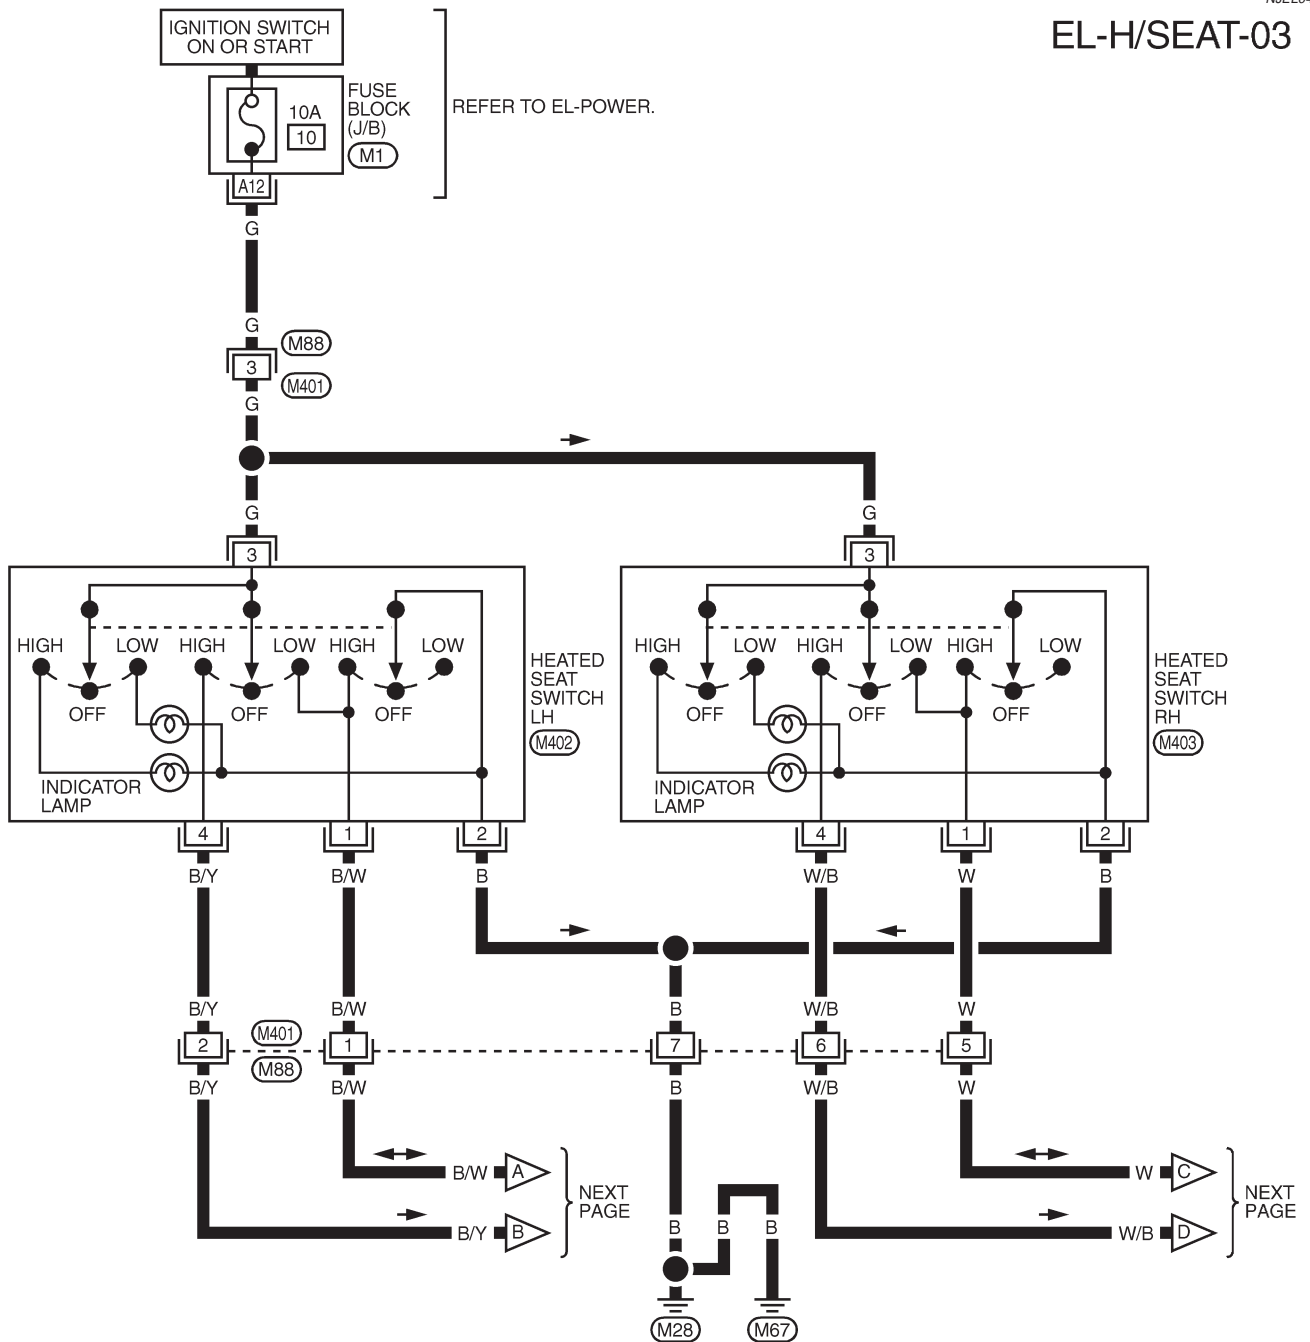 EL-H/SEAT-03
IGNITION SWITCH
ON OR START
FUSE
BLOCK
(J/B)
10A
10
M1
REFER TO EL-POWER.
A12
G
G
M88
3
M401
G
G
G
3
3
HIGH LOW HIGH LOW HIGH LOW
OFF OFF OFF
INDICATOR
LAMP
HEATED
SEAT
SWITCH
LH
M402
HIGH LOW HIGH LOW HIGH LOW
OFF OFF OFF
INDICATOR
LAMP
HEATED
SEAT
SWITCH
RH
M403
4 1 2 4 1 2
B/Y B/W B W/B W B
B/Y B/W B W/B W
M401
2 1 7 6 5
M88
B/Y B/W B W/B W
B/W A
B/Y B
NEXT
PAGE
W C
W/B D
NEXT
PAGE
B B B
M28 M67